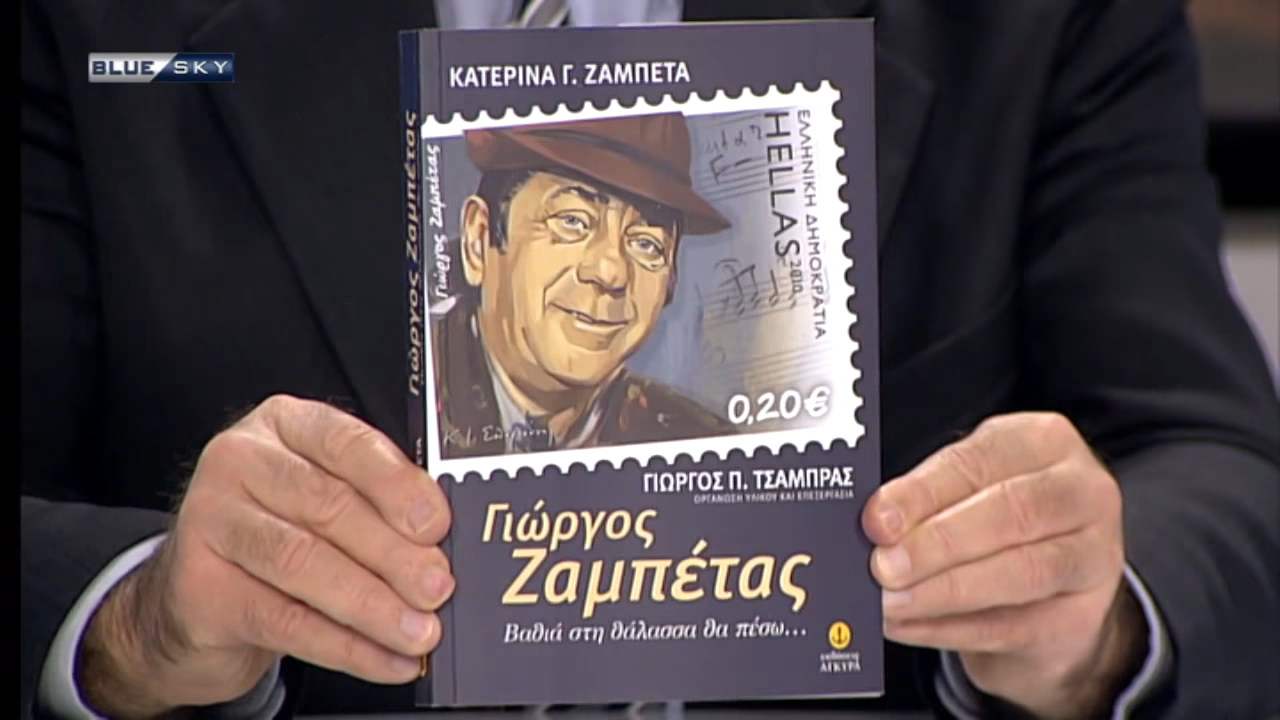 BLUE SKY
ΚΑΤΕΡΙΝΑ Γ. ΖΑΜΠΕΤΑ
Γιώργος Ζαμπέτας
Γιώργος Ζαμπέτας
ΕΛΛΗΝΙΚΗ ΔΗΜΟΚΡΑΤΙΑ
HELLAS 2010
0,20€
ΓΙΩΡΓΟΣ Π. ΤΣΑΜΠΡΑΣ
ΟΡΓΑΝΩΣΗ ΥΛΙΚΟΥ ΚΑΙ ΕΠΕΞΕΡΓΑΣΙΑ
Γιώργος
Ζαμπέτας
Βαθιά στη θάλασσα θα πέσω...
εκδόσεις
ΑΓΚΥΡΑ